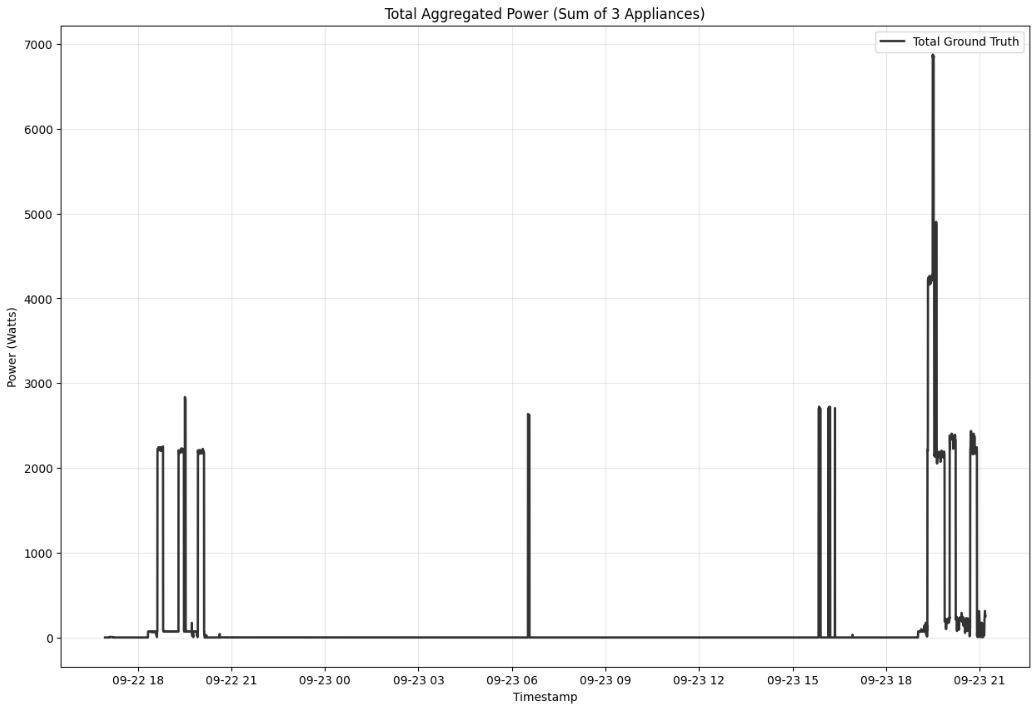 Total Aggregated Power (Sum of 3 Appliances)
Total Ground Truth
Power (Watts)
7000
6000
5000
4000
3000
2000
1000
0
09-22 18 09-22 21 09-23 00 09-23 03 09-23 06 09-23 09 09-23 12 09-23 15 09-23 18 09-23 21
Timestamp